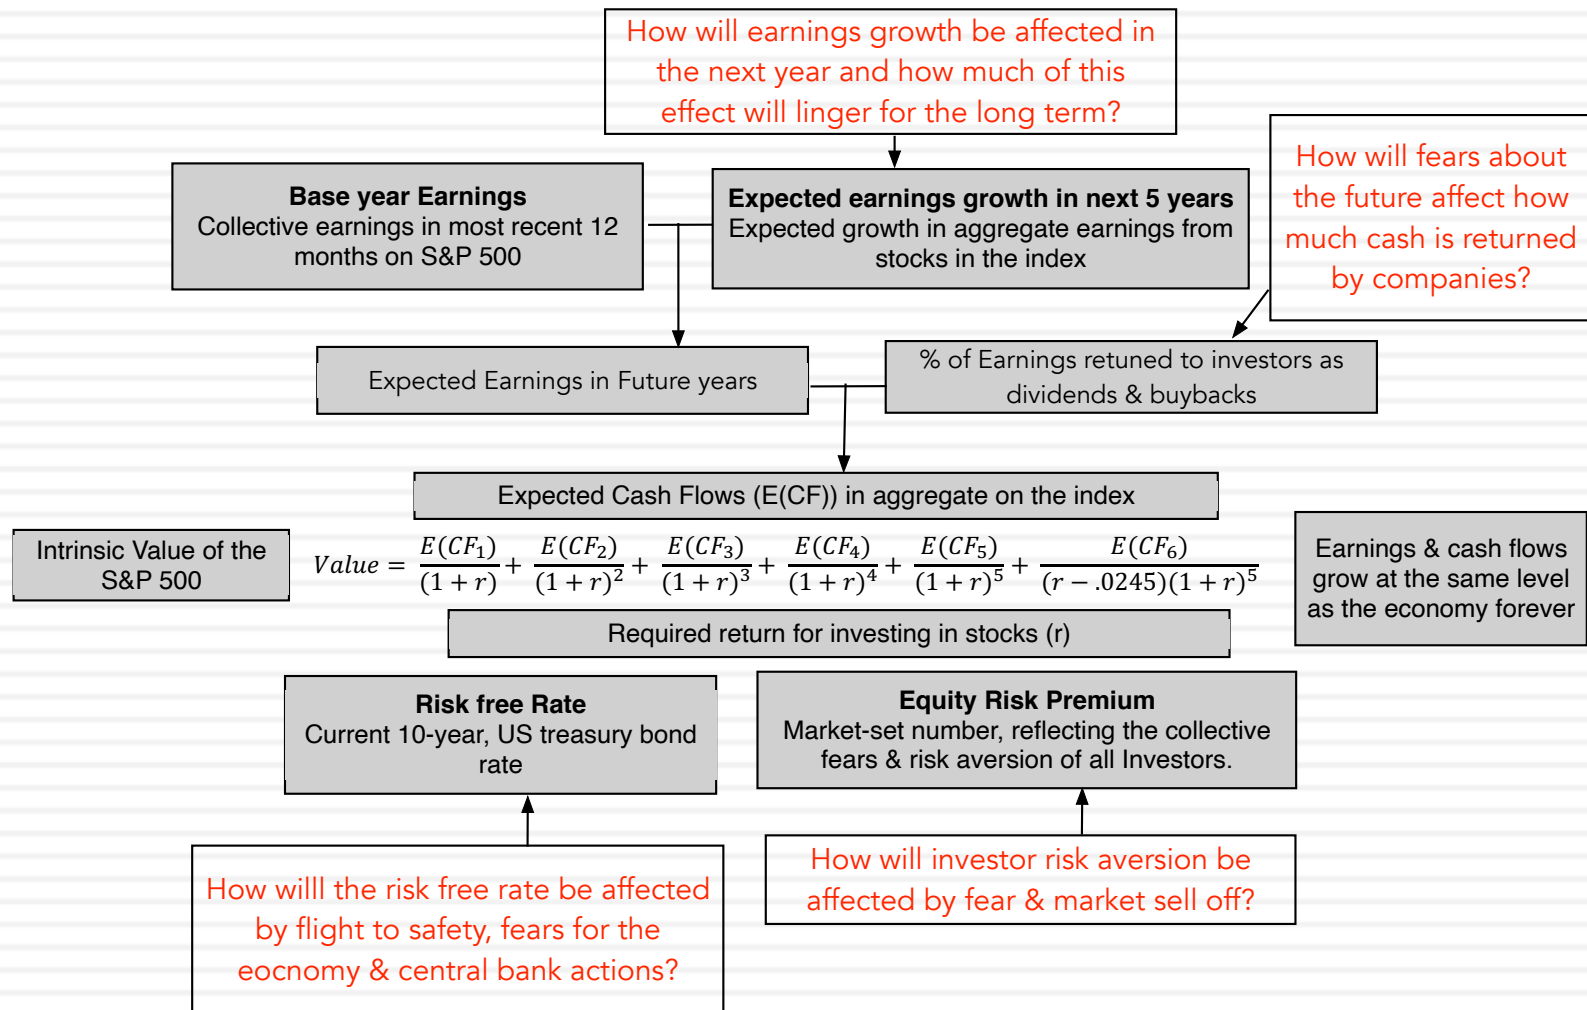 How will earnings growth be affected in
the next year and how much of this
effect will linger for the long term?
How will fears about
the future affect how
much cash is returned
by companies?
Base year Earnings
Collective earnings in most recent 12
months on S&P 500
Expected earnings growth in next 5 years
Expected growth in aggregate earnings from
stocks in the index
Expected Earnings in Future years
% of Earnings retuned to investors as
dividends & buybacks
Expected Cash Flows (E(CF)) in aggregate on the index
Intrinsic Value of the
S&P 500
Value = E(CF₁)/(1 + r) + E(CF₂)/(1 + r)² + E(CF₃)/(1 + r)³ + E(CF₄)/(1 + r)⁴ + E(CF₅)/(1 + r)⁵ + E(CF₆)/(r − .0245)(1 + r)⁵
Earnings & cash flows
grow at the same level
as the economy forever
Required return for investing in stocks (r)
Risk free Rate
Current 10-year, US treasury bond
rate
Equity Risk Premium
Market-set number, reflecting the collective
fears & risk aversion of all Investors.
How willl the risk free rate be affected
by flight to safety, fears for the
eocnomy & central bank actions?
How will investor risk aversion be
affected by fear & market sell off?